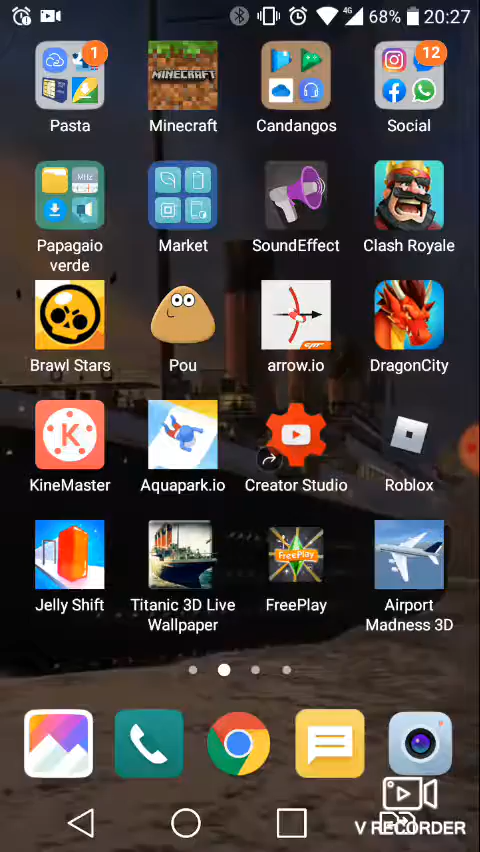 4G 68% 20:27
1
12
MINECRAFT
Pasta Minecraft Candangos Social
MHz
Papagaio verde Market SoundEffect Clash Royale
Brawl Stars Pou arrow.io DragonCity
K
KineMaster Aquapark.io Creator Studio Roblox
FreePlay
Jelly Shift Titanic 3D Live Wallpaper FreePlay Airport Madness 3D
V RECORDER